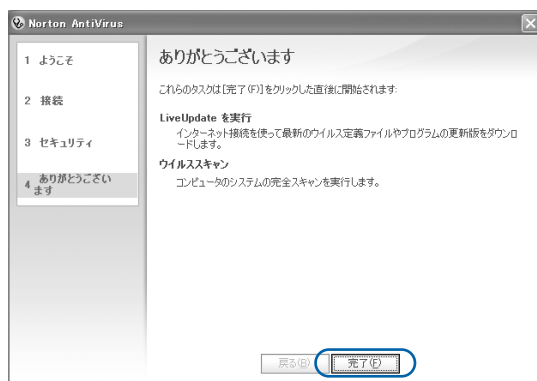 Norton AntiVirus
1 ようこそ
2 接続
3 セキュリティ
4 ありがとうござい
ます
ありがとうございます
これらのタスクは[完了(F)]をクリックした直後に開始されます:
LiveUpdate を実行
インターネット接続を使って最新のウイルス定義ファイルやプログラムの更新版をダウンロ
ードします。
ウイルススキャン
コンピュータのシステムの完全スキャンを実行します。
戻る(B)
完了(F)